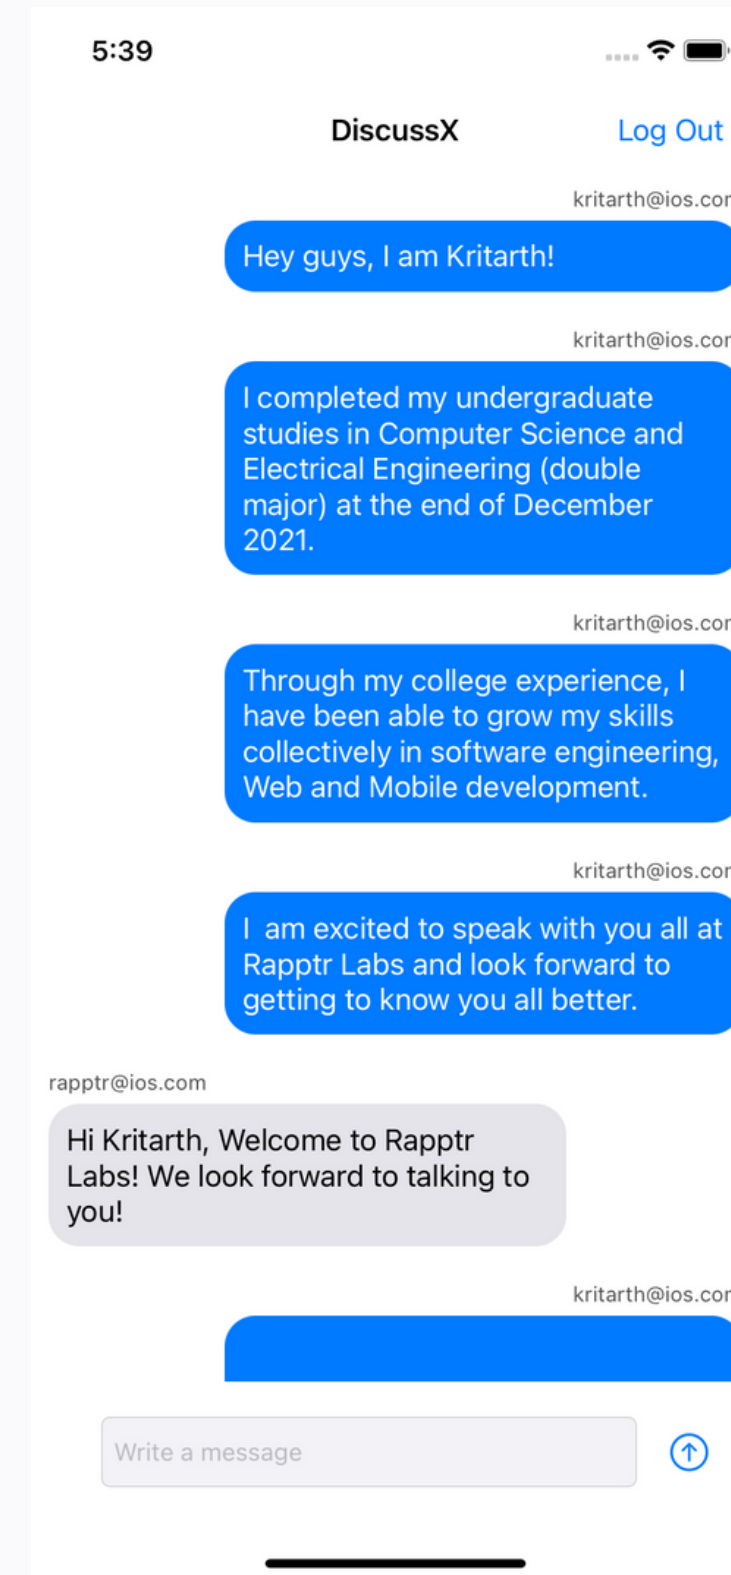 5:39
DiscussX
Log Out
kritarth@ios.com
Hey guys, I am Kritarth!
kritarth@ios.com
I completed my undergraduate
studies in Computer Science and
Electrical Engineering (double
major) at the end of December
2021.
kritarth@ios.com
Through my college experience, I
have been able to grow my skills
collectively in software engineering,
Web and Mobile development.
kritarth@ios.com
I  am excited to speak with you all at
Rapptr Labs and look forward to
getting to know you all better.
rapptr@ios.com
Hi Kritarth, Welcome to Rapptr
Labs! We look forward to talking to
you!
kritarth@ios.com
Write a message